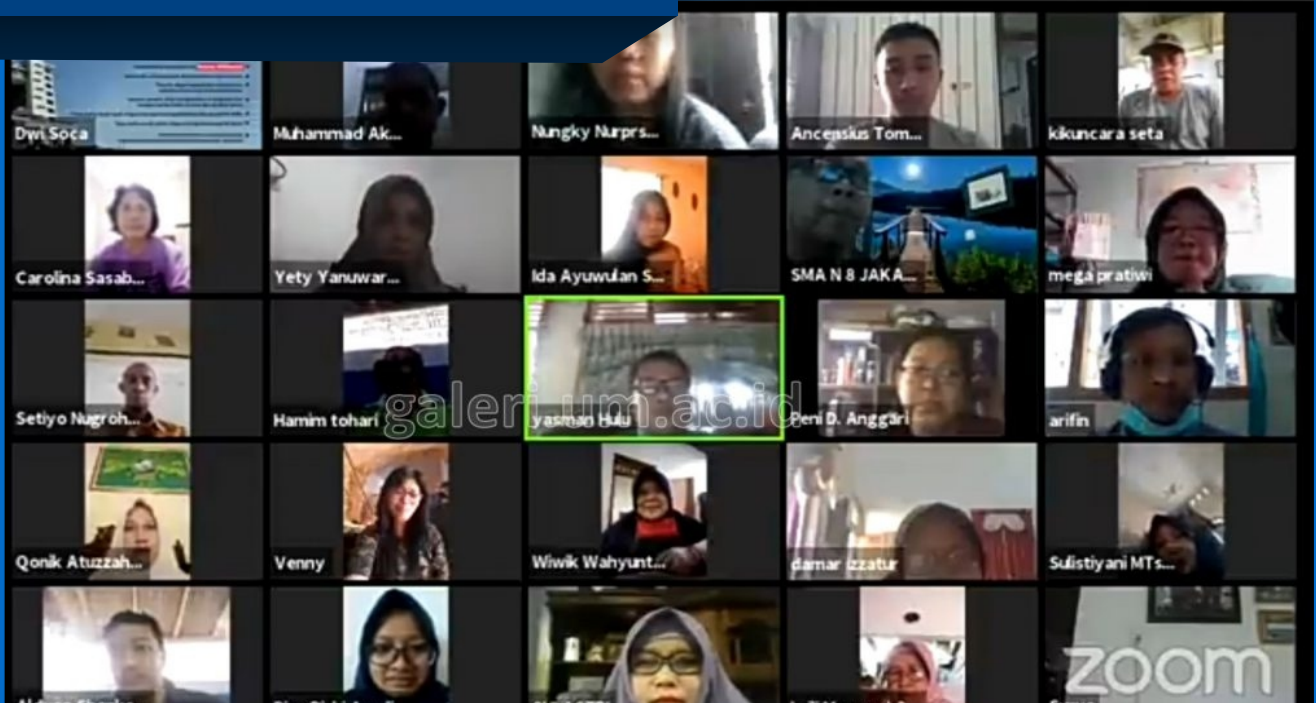 Dwi Soca
Muhammad Ak...
Nungky Nurprs...
Ancensius Tom...
kikuncara seta
Carolina Sasab...
Yety Yanuwar...
Ida Ayuwulan S...
SMA N 8 JAKA...
mega pratiwi
Setiyo Nugroh...
Hamim tohari
yasman Hulu
Peni D. Anggari
arifin
galeri.um.ac.id
Qonik Atuzzah...
Venny
Wiwik Wahyunt...
damar izzatur
Sulistiyani MTs...
zoom